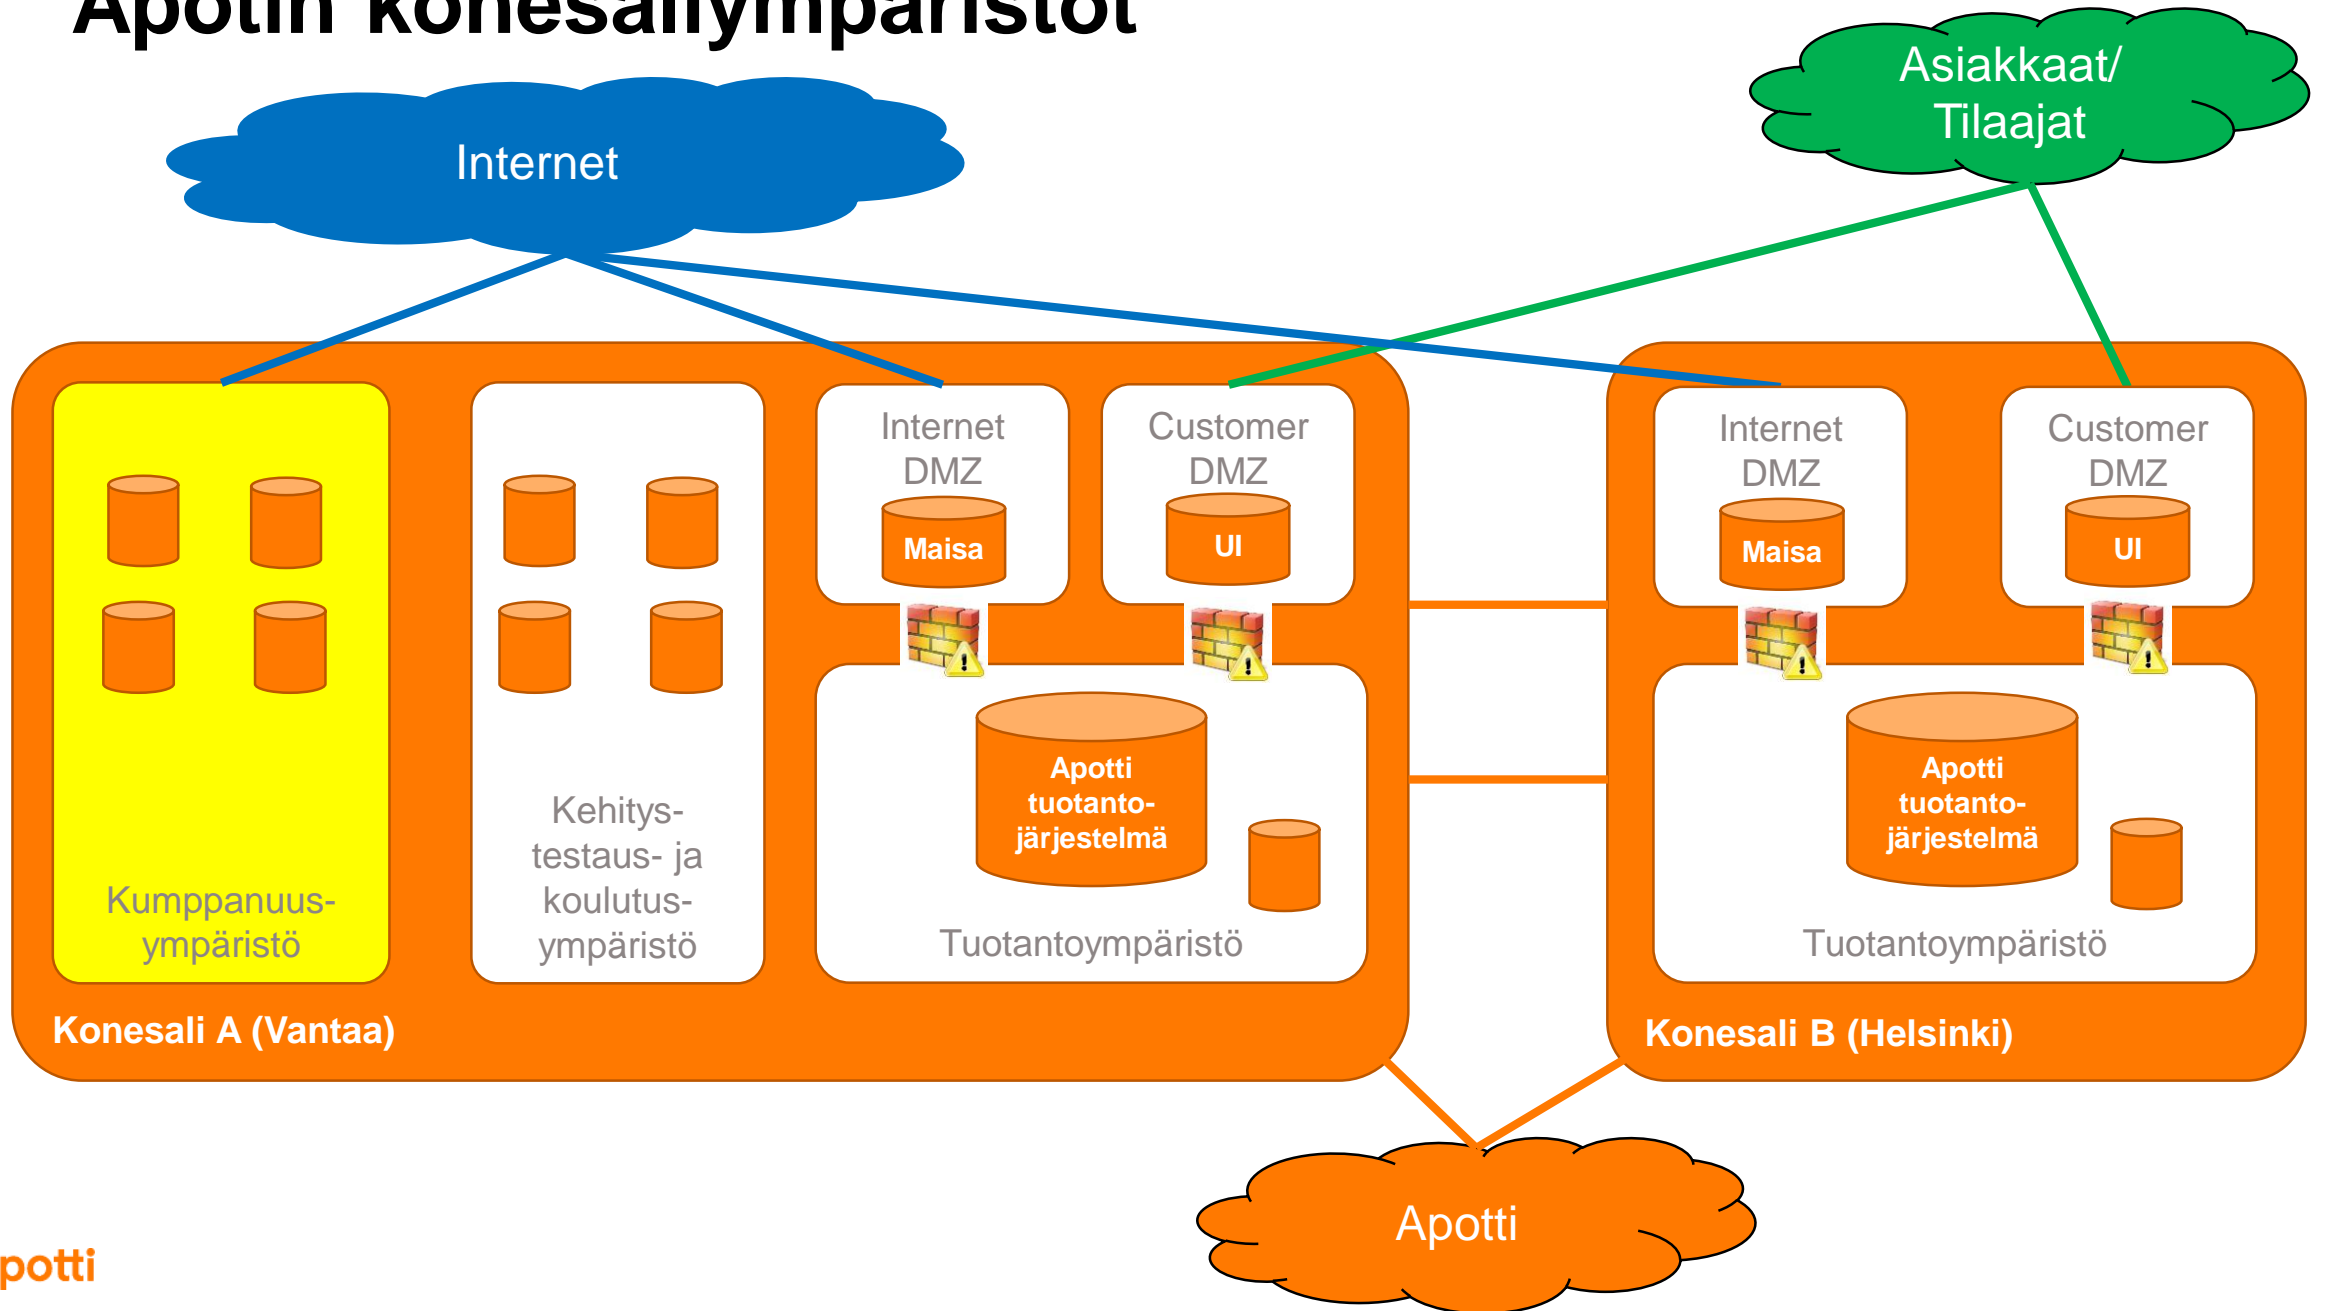 Apotin konesaliympäristöt
Internet
Asiakkaat/
Tilaajat
Internet
DMZ
Maisa
Customer
DMZ
UI
Internet
DMZ
Maisa
Customer
DMZ
UI
Kumppanuus-
ympäristö
Kehitys-
testaus- ja
koulutus-
ympäristö
Apotti
tuotanto-
järjestelmä
Tuotantoympäristö
Apotti
tuotanto-
järjestelmä
Tuotantoympäristö
Konesali A (Vantaa)
Konesali B (Helsinki)
Apotti
potti